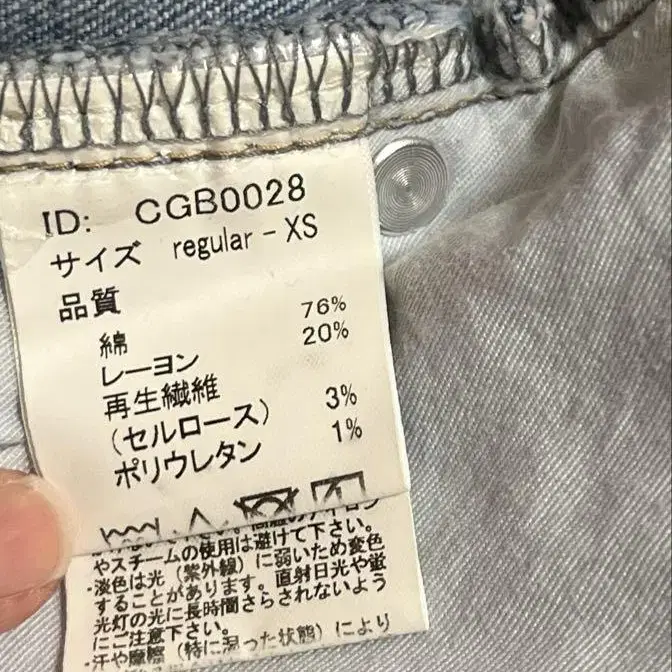 ID: CGB0028
サイズ regular - XS
品質
綿 76%
レーヨン 20%
再生繊維
(セルロース) 3%
ポリウレタン 1%
やスチームの使用は避けて下さい。
・淡色は光(紫外線)に弱いため変色
することがあります。直射日光や蛍
光灯の光に長時間さらされないよう
にご注意下さい。
・汗や摩擦(特に湿った状態)により